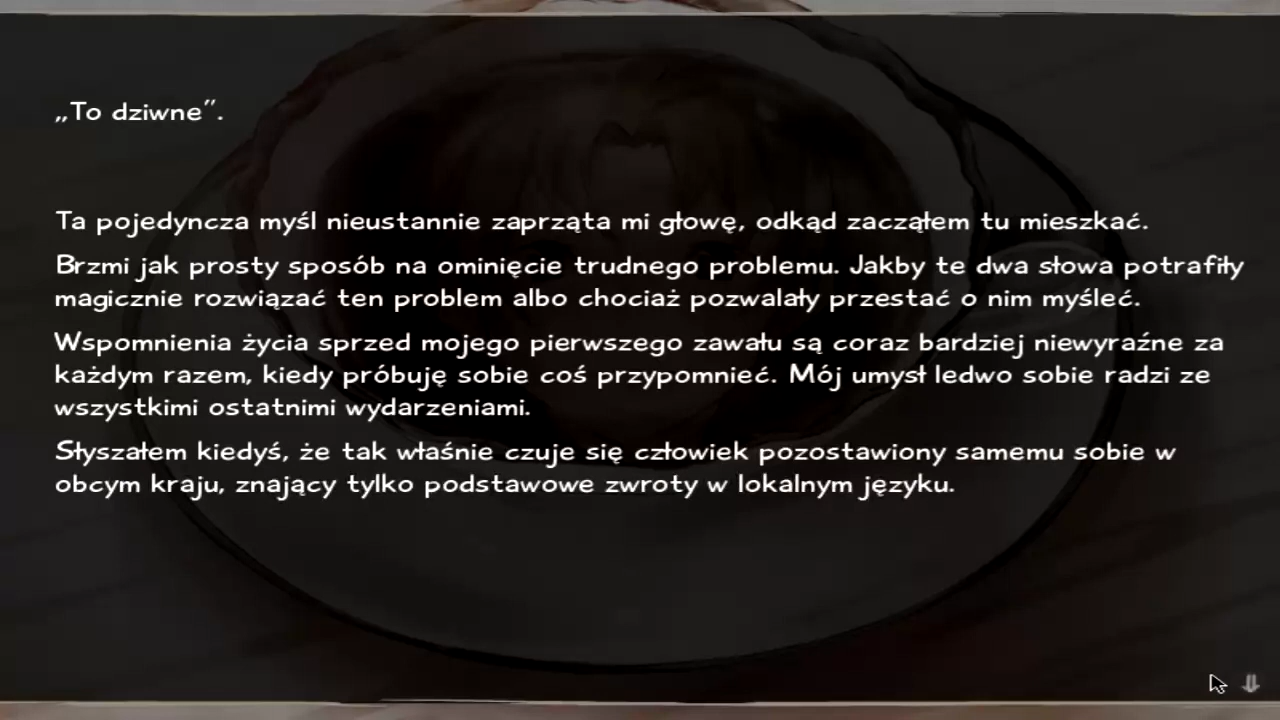 „To dziwne”.
Ta pojedyncza myśl nieustannie zaprząta mi głowę, odkąd zacząłem tu mieszkać.
Brzmi jak prosty sposób na ominięcie trudnego problemu. Jakby te dwa słowa potrafiły
magicznie rozwiązać ten problem albo chociaż pozwalały przestać o nim myśleć.
Wspomnienia życia sprzed mojego pierwszego zawału są coraz bardziej niewyraźne za
każdym razem, kiedy próbuję sobie coś przypomnieć. Mój umysł ledwo sobie radzi ze
wszystkimi ostatnimi wydarzeniami.
Słyszałem kiedyś, że tak właśnie czuje się człowiek pozostawiony samemu sobie w
obcym kraju, znający tylko podstawowe zwroty w lokalnym języku.